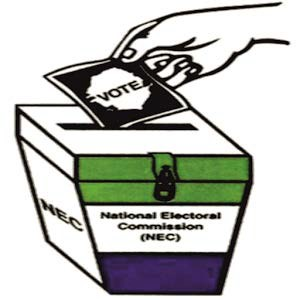 VOTE
NEC
National Electoral
Commission
(NEC)